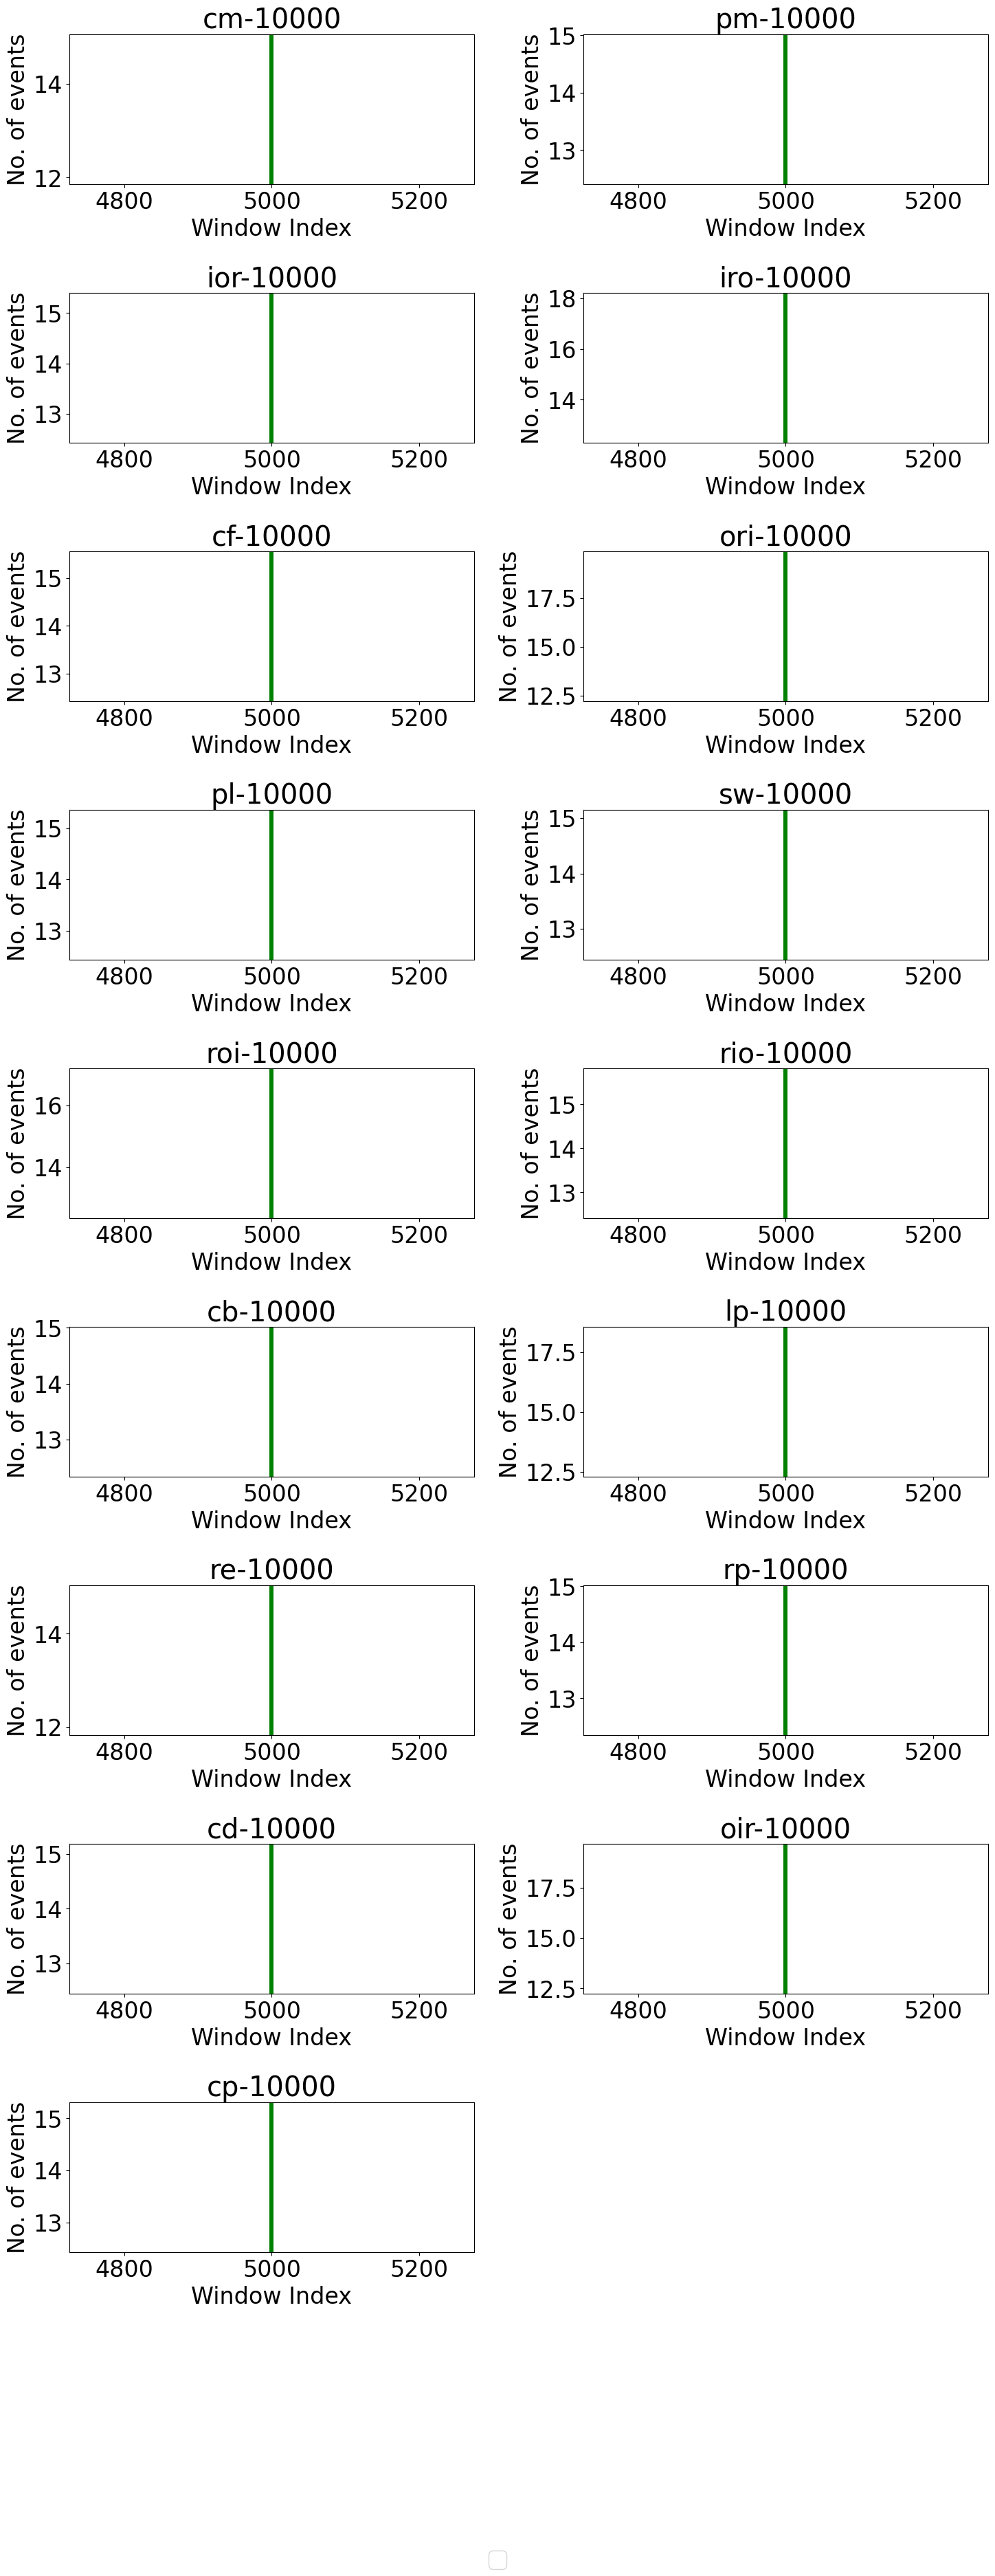 cm-10000
No. of events
14
12
4800 5000 5200
Window Index
pm-10000
No. of events
15
14
13
4800 5000 5200
Window Index
ior-10000
No. of events
15
14
13
4800 5000 5200
Window Index
iro-10000
No. of events
18
16
14
4800 5000 5200
Window Index
cf-10000
No. of events
15
14
13
4800 5000 5200
Window Index
ori-10000
No. of events
17.5
15.0
12.5
4800 5000 5200
Window Index
pl-10000
No. of events
15
14
13
4800 5000 5200
Window Index
sw-10000
No. of events
15
14
13
4800 5000 5200
Window Index
roi-10000
No. of events
16
14
4800 5000 5200
Window Index
rio-10000
No. of events
15
14
13
4800 5000 5200
Window Index
cb-10000
No. of events
15
14
13
4800 5000 5200
Window Index
lp-10000
No. of events
17.5
15.0
12.5
4800 5000 5200
Window Index
re-10000
No. of events
14
12
4800 5000 5200
Window Index
rp-10000
No. of events
15
14
13
4800 5000 5200
Window Index
cd-10000
No. of events
15
14
13
4800 5000 5200
Window Index
oir-10000
No. of events
17.5
15.0
12.5
4800 5000 5200
Window Index
cp-10000
No. of events
15
14
13
4800 5000 5200
Window Index